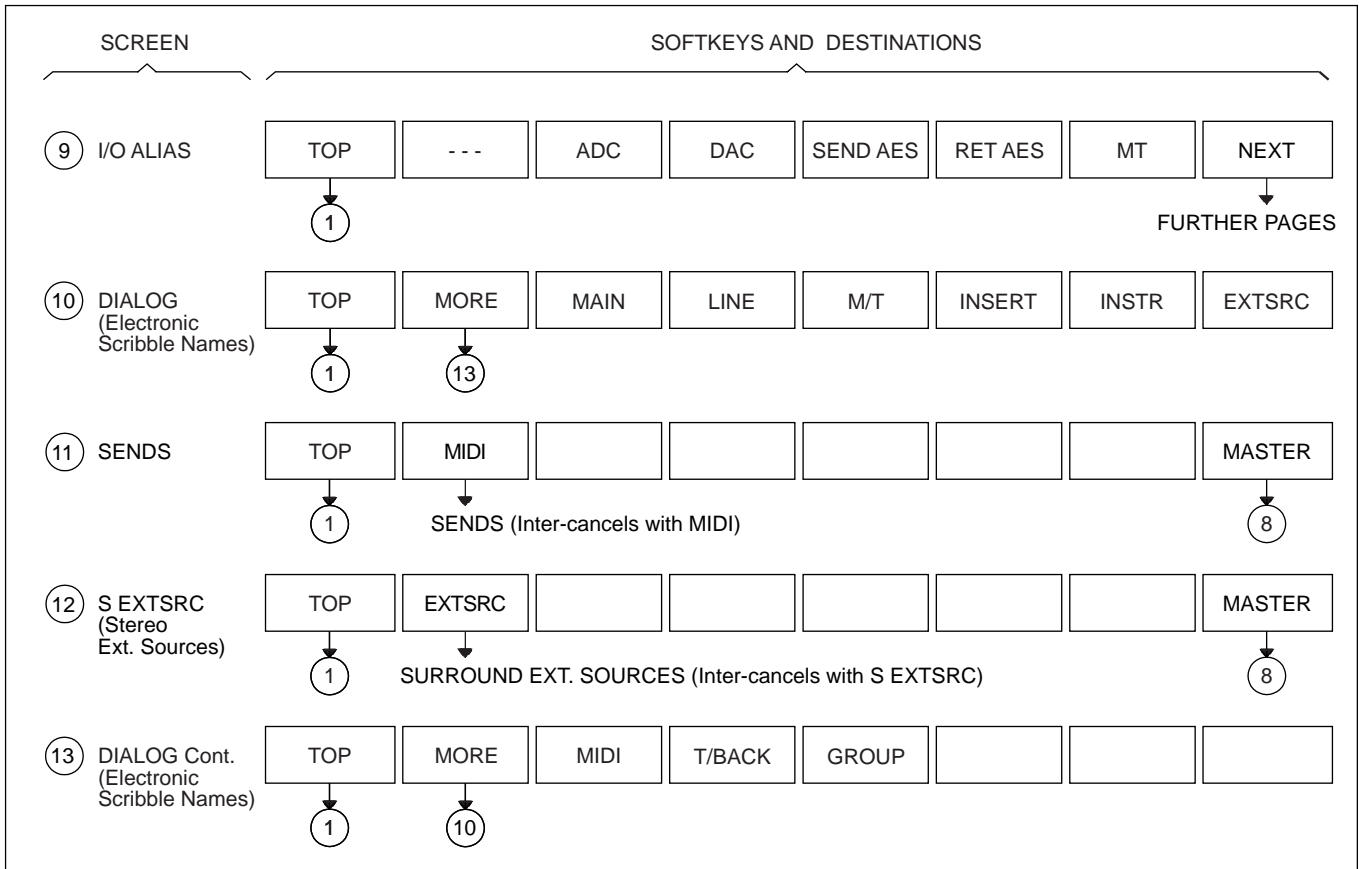 SCREEN SOFTKEYS AND DESTINATIONS
9 I/O ALIAS TOP - - - ADC DAC SEND AES RET AES MT NEXT
1 FURTHER PAGES
10 DIALOG TOP MORE MAIN LINE M/T INSERT INSTR EXTSRC
(Electronic
Scribble Names)
1 13
11 SENDS TOP MIDI MASTER
1 SENDS (Inter-cancels with MIDI) 8
12 S EXTSRC TOP EXTSRC MASTER
(Stereo
Ext. Sources)
1 SURROUND EXT. SOURCES (Inter-cancels with S EXTSRC) 8
13 DIALOG Cont. TOP MORE MIDI T/BACK GROUP
(Electronic
Scribble Names)
1 10